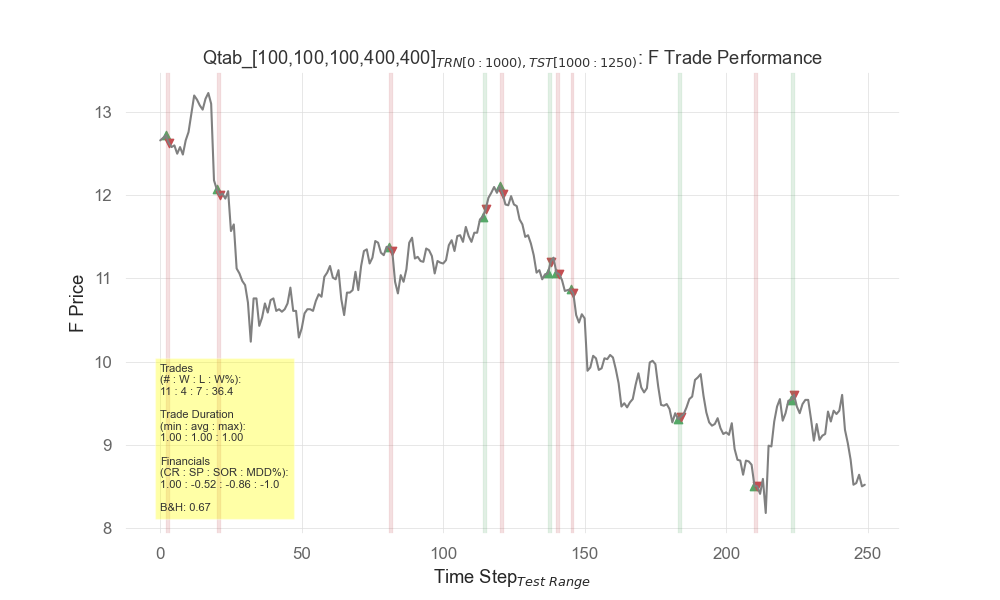 Qtab_[100,100,100,400,400]TRN[0 : 1000), TST[1000 : 1250): F Trade Performance
13
12
11
10
9
8
F Price
Trades
(# : W : L : W%):
11 : 4 : 7 : 36.4
Trade Duration
(min : avg : max):
1.00 : 1.00 : 1.00
Financials
(CR : SP : SOR : MDD%):
1.00 : -0.52 : -0.86 : -1.0
B&H: 0.67
0 50 100 150 200 250
Time StepTest Range